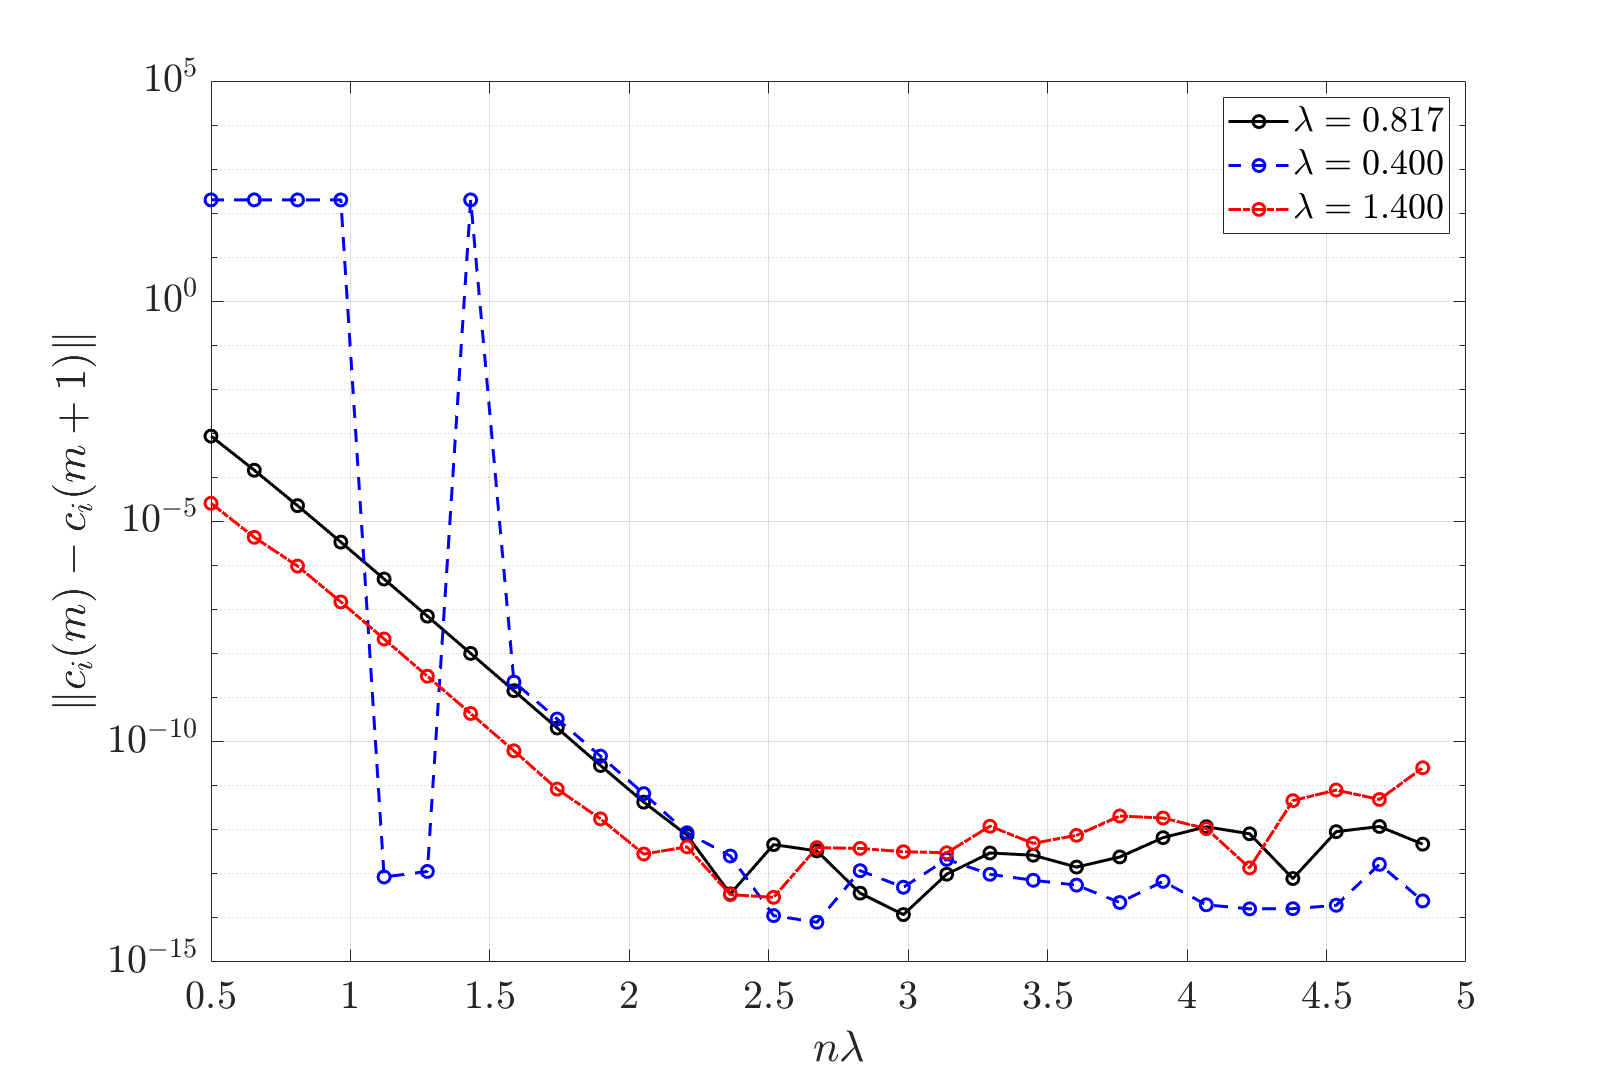 10^5
10^0
10^{-5}
10^{-10}
10^{-15}
||c_i(m) − c_i(m + 1)||
λ = 0.817
λ = 0.400
λ = 1.400
0.5 1 1.5 2 2.5 3 3.5 4 4.5 5
nλ